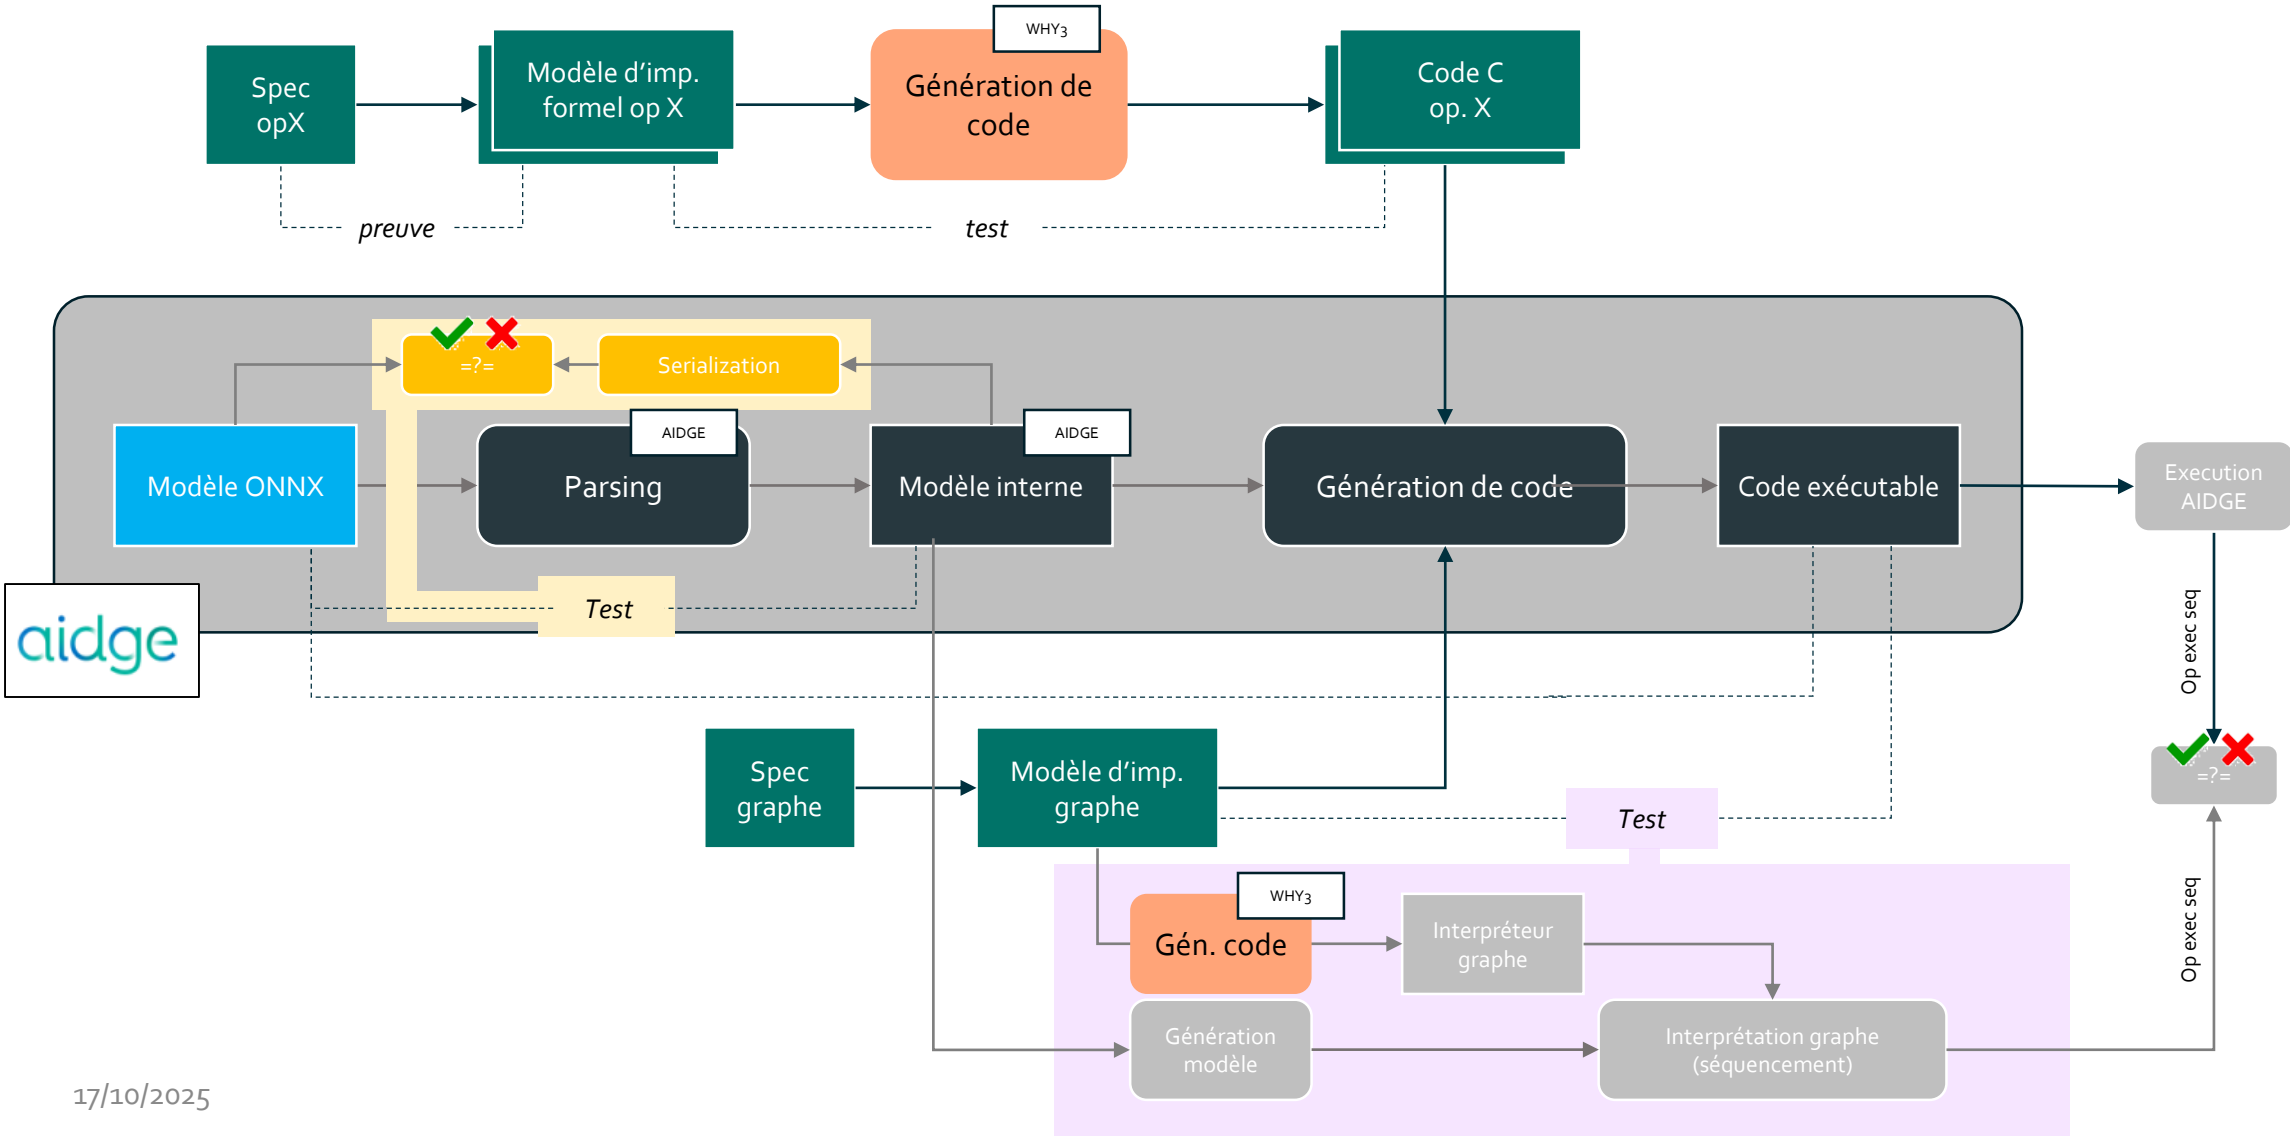 WHY3
Spec
opX
Modèle d'imp.
formel op X
Génération de
code
Code C
op. X
preuve
test
=?=
Serialization
AIDGE
AIDGE
Modèle ONNX
Parsing
Modèle interne
Génération de code
Code exécutable
Execution
AIDGE
Test
aidge
Op exec seq
Spec
graphe
Modèle d'imp.
graphe
=?=
Test
WHY3
Gén. code
Interpréteur
graphe
Op exec seq
Génération
modèle
Interprétation graphe
(séquencement)
17/10/2025